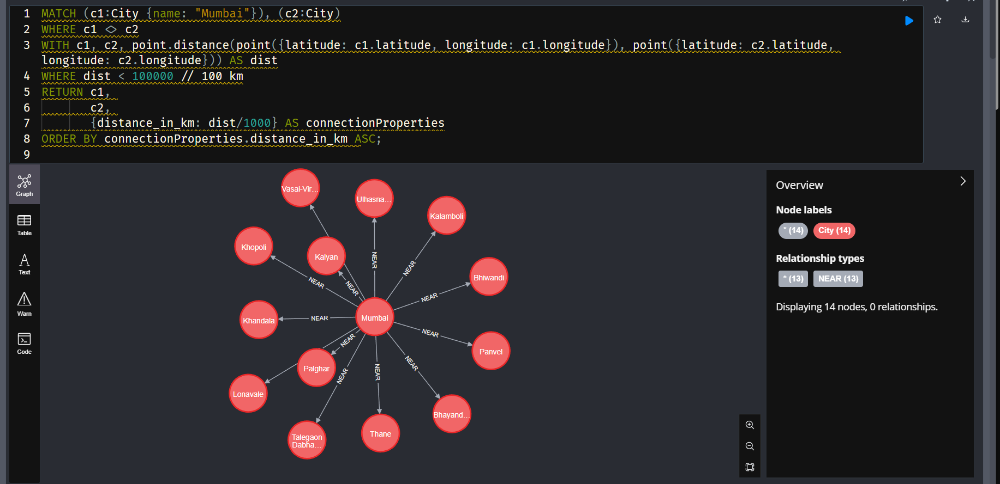 1 MATCH (c1:City {name: "Mumbai"}), (c2:City)
2 WHERE c1 <> c2
3 WITH c1, c2, point.distance(point({latitude: c1.latitude, longitude: c1.longitude}), point({latitude: c2.latitude,
longitude: c2.longitude})) AS dist
4 WHERE dist < 100000 // 100 km
5 RETURN c1,
6 c2,
7 {distance_in_km: dist/1000} AS connectionProperties
8 ORDER BY connectionProperties.distance_in_km ASC;
9
Graph
Table
Text
Warn
Code
Vasai-Vir...
Ulhasna...
Kalamboli
Khopoli
Kalyan
NEAR
NEAR
Bhiwandi
NEAR
NEAR
NEAR
Khandala
NEAR
Mumbai
NEAR
NEAR
Panvel
Palghar
NEAR
NEAR
NEAR
Lonavale
Bhayand...
Thane
Talegaon
Dabha...
Overview
Node labels
* (14)
City (14)
Relationship types
* (13)
NEAR (13)
Displaying 14 nodes, 0 relationships.